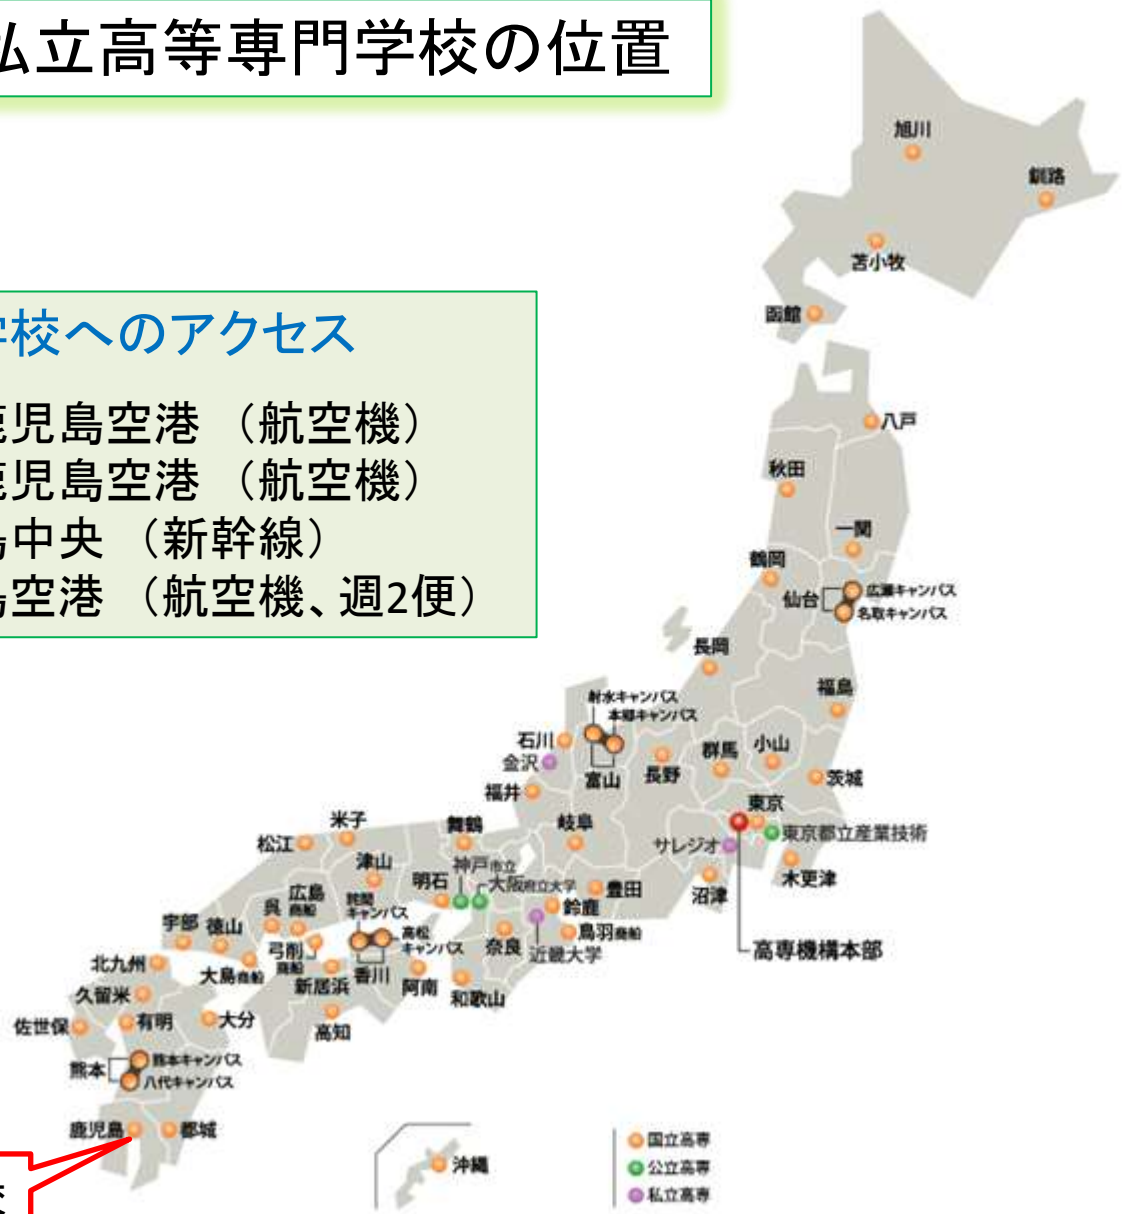 私立高等専門学校の位置
学校へのアクセス
鹿児島空港 （航空機）
鹿児島空港 （航空機）
島中央 （新幹線）
島空港 （航空機、週2便）
旭川
釧路
苫小牧
函館
八戸
秋田
一関
鶴岡
仙台
広瀬キャンパス
名取キャンパス
長岡
福島
射水キャンパス
本郷キャンパス
石川
金沢
富山
長野
群馬
小山
茨城
福井
東京
東京都立産業技術
サレジオ
木更津
沼津
高専機構本部
岐阜
米子
舞鶴
松江
津山
神戸市立
明石
大阪府立大学
豊田
鈴鹿
鳥羽商船
近畿大学
奈良
和歌山
広島商船
呉
詫間キャンパス
高松キャンパス
香川
宇部
徳山
弓削商船
大島商船
新居浜
阿南
高知
北九州
久留米
佐世保
有明
大分
熊本
熊本キャンパス
八代キャンパス
鹿児島
都城
沖縄
国立高専
公立高専
私立高専